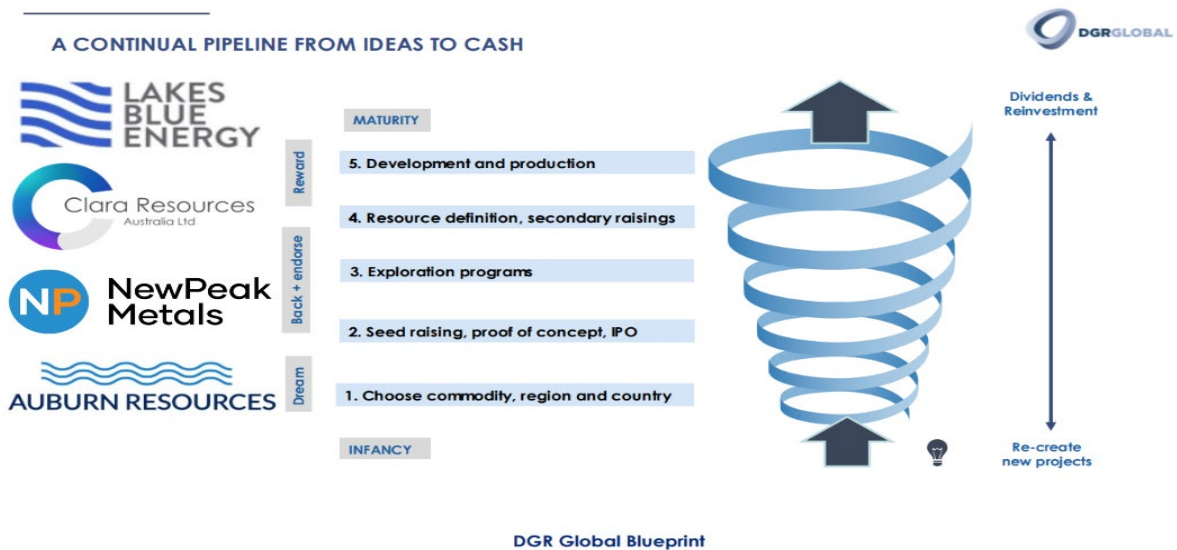 A CONTINUAL PIPELINE FROM IDEAS TO CASH
DGRGLOBAL
LAKES
BLUE
ENERGY
Clara Resources
Australia Ltd
NP
NewPeak
Metals
AUBURN RESOURCES
Reward
Back + endorse
Dream
MATURITY
5. Development and production
4. Resource definition, secondary raisings
3. Exploration programs
2. Seed raising, proof of concept, IPO
1. Choose commodity, region and country
INFANCY
Dividends &
Reinvestment
Re-create
new projects
DGR Global Blueprint